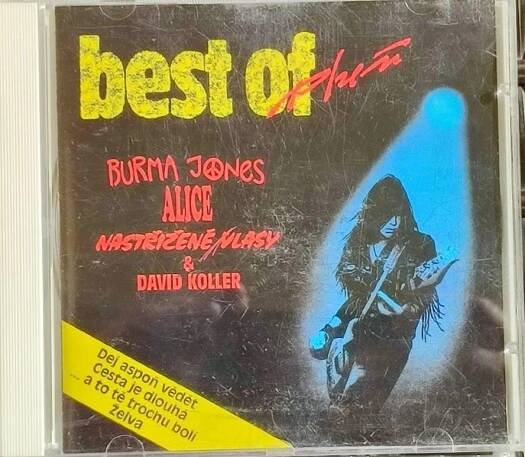 best of
BURMA JONES
ALICE
NASTŘIŽENÉ VLASY
&
DAVID KOLLER
Dej aspon vědět
Cesta je dlouhá
... a to tě trochu bolí
Želva